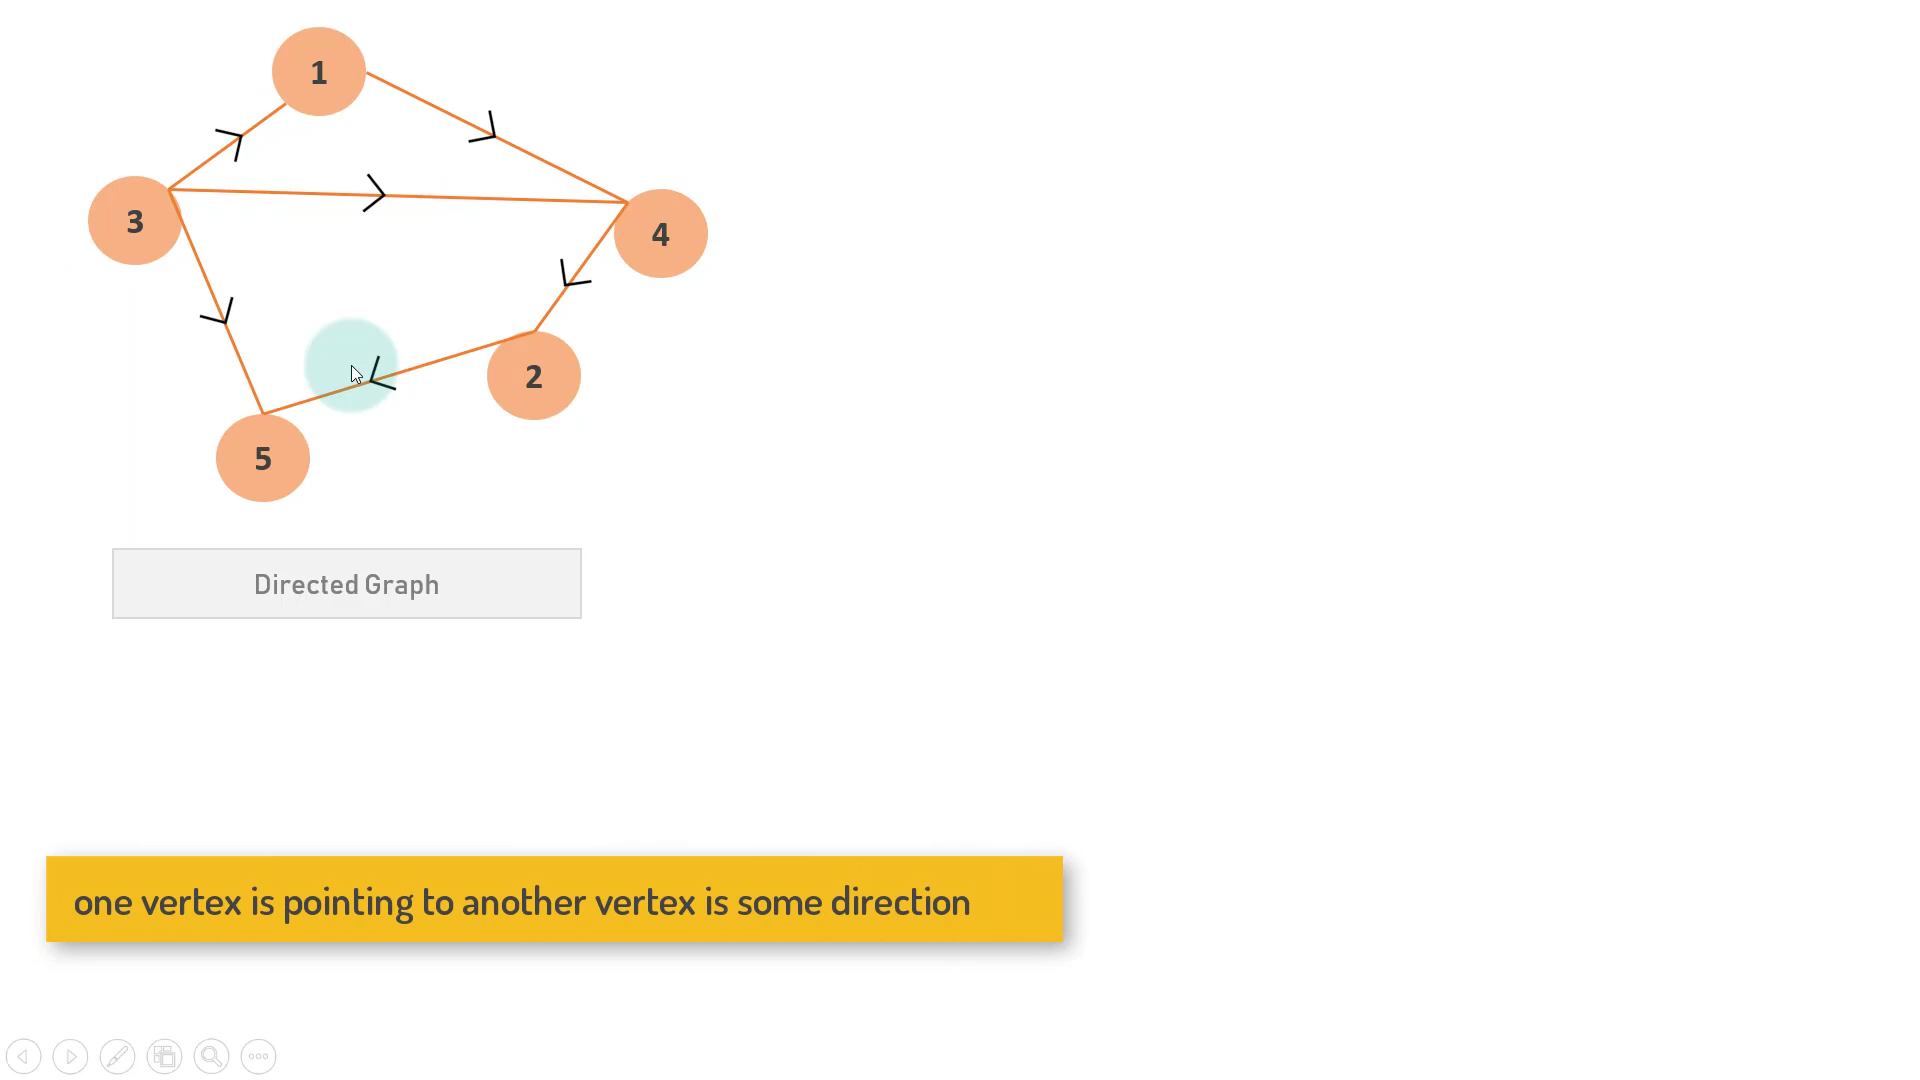 1
3
4
2
5
Directed Graph
one vertex is pointing to another vertex is some direction